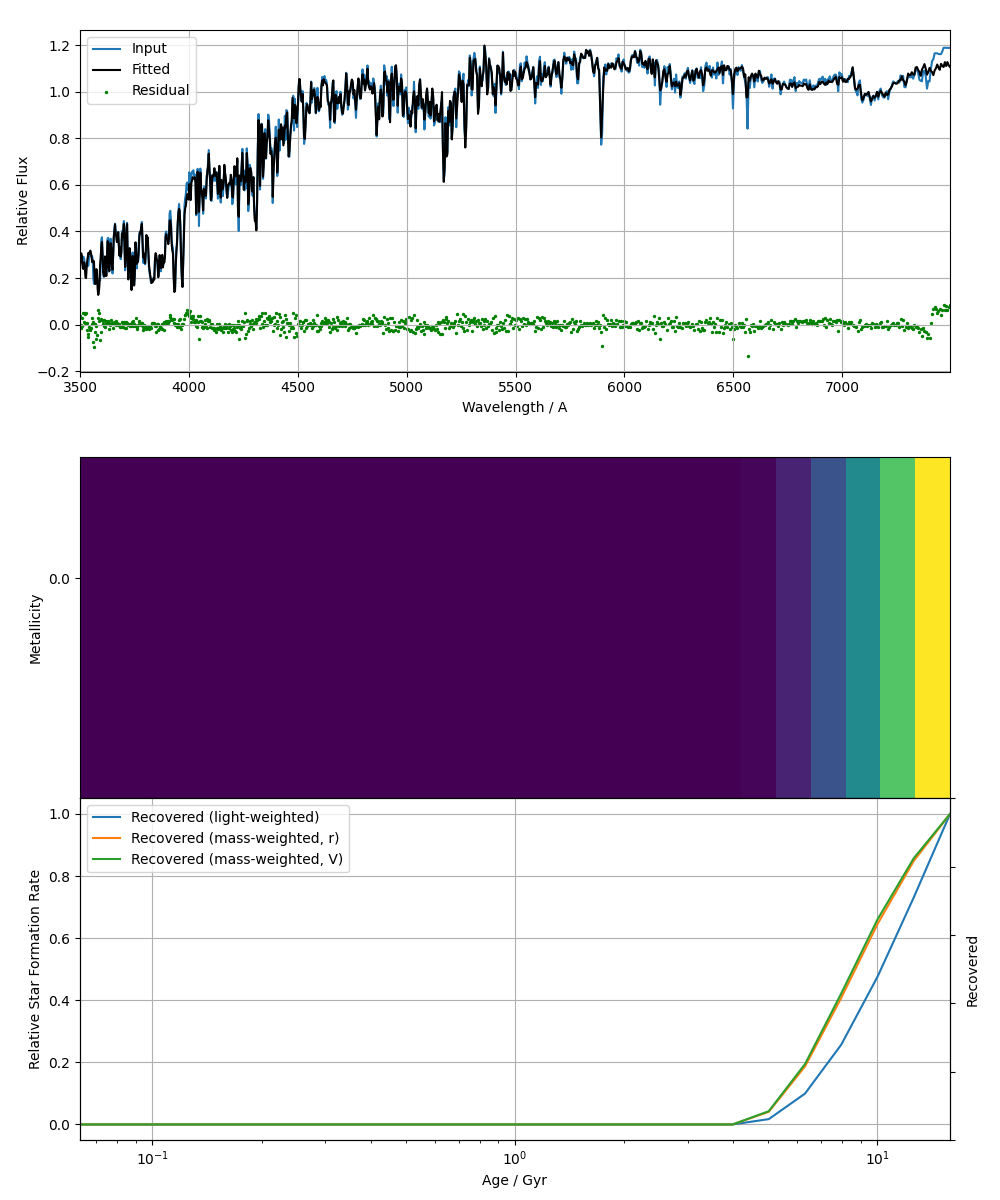 1.2
1.0
0.8
0.6
0.4
0.2
0.0
−0.2
Relative Flux
Input
Fitted
Residual
3500 4000 4500 5000 5500 6000 6500 7000
Wavelength / A
0.0
Metallicity
1.0
0.8
0.6
0.4
0.2
0.0
Relative Star Formation Rate
Recovered (light-weighted)
Recovered (mass-weighted, r)
Recovered (mass-weighted, V)
Recovered
10⁻¹ 10⁰ 10¹
Age / Gyr